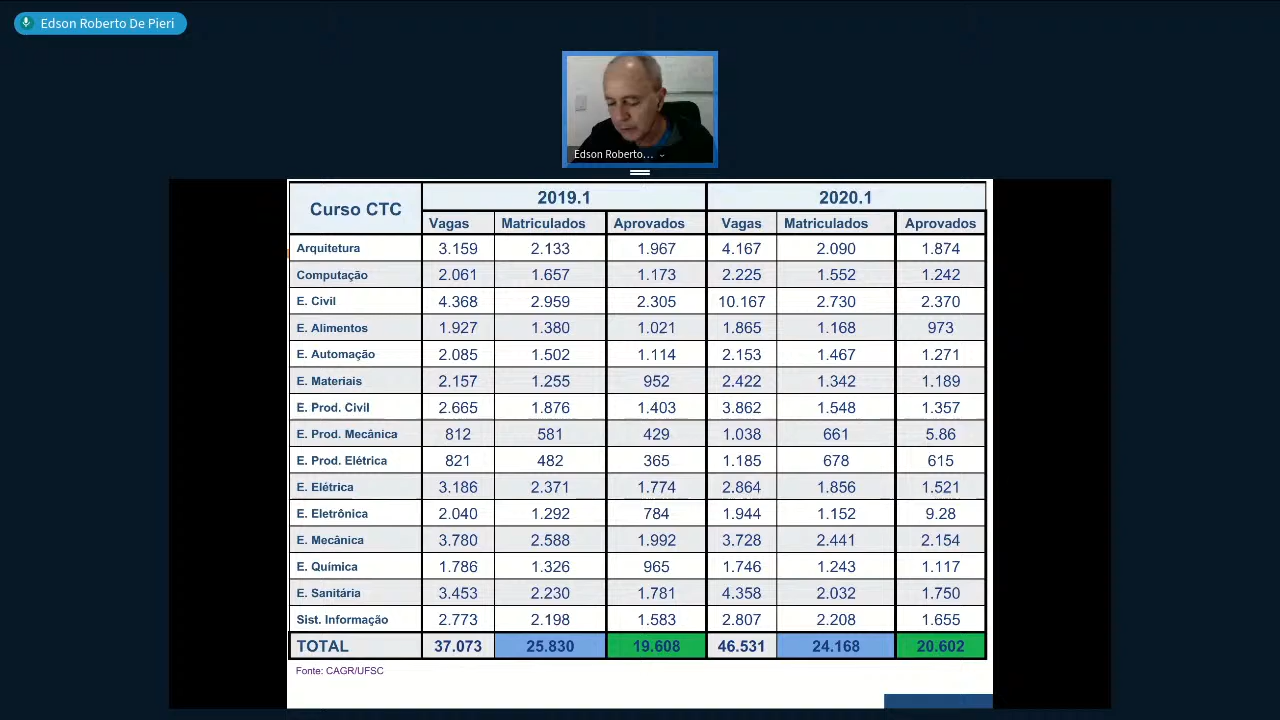 Edson Roberto De Pieri
Edson Roberto...
Curso CTC 2019.1 2020.1
Vagas Matriculados Aprovados Vagas Matriculados Aprovados
Arquitetura 3.159 2.133 1.967 4.167 2.090 1.874
Computação 2.061 1.657 1.173 2.225 1.552 1.242
E. Civil 4.368 2.959 2.305 10.167 2.730 2.370
E. Alimentos 1.927 1.380 1.021 1.865 1.168 973
E. Automação 2.085 1.502 1.114 2.153 1.467 1.271
E. Materiais 2.157 1.255 952 2.422 1.342 1.189
E. Prod. Civil 2.665 1.876 1.403 3.862 1.548 1.357
E. Prod. Mecânica 812 581 429 1.038 661 5.86
E. Prod. Elétrica 821 482 365 1.185 678 615
E. Elétrica 3.186 2.371 1.774 2.864 1.856 1.521
E. Eletrônica 2.040 1.292 784 1.944 1.152 9.28
E. Mecânica 3.780 2.588 1.992 3.728 2.441 2.154
E. Química 1.786 1.326 965 1.746 1.243 1.117
E. Sanitária 3.453 2.230 1.781 4.358 2.032 1.750
Sist. Informação 2.773 2.198 1.583 2.807 2.208 1.655
TOTAL 37.073 25.830 19.608 46.531 24.168 20.602
Fonte: CAGR/UFSC